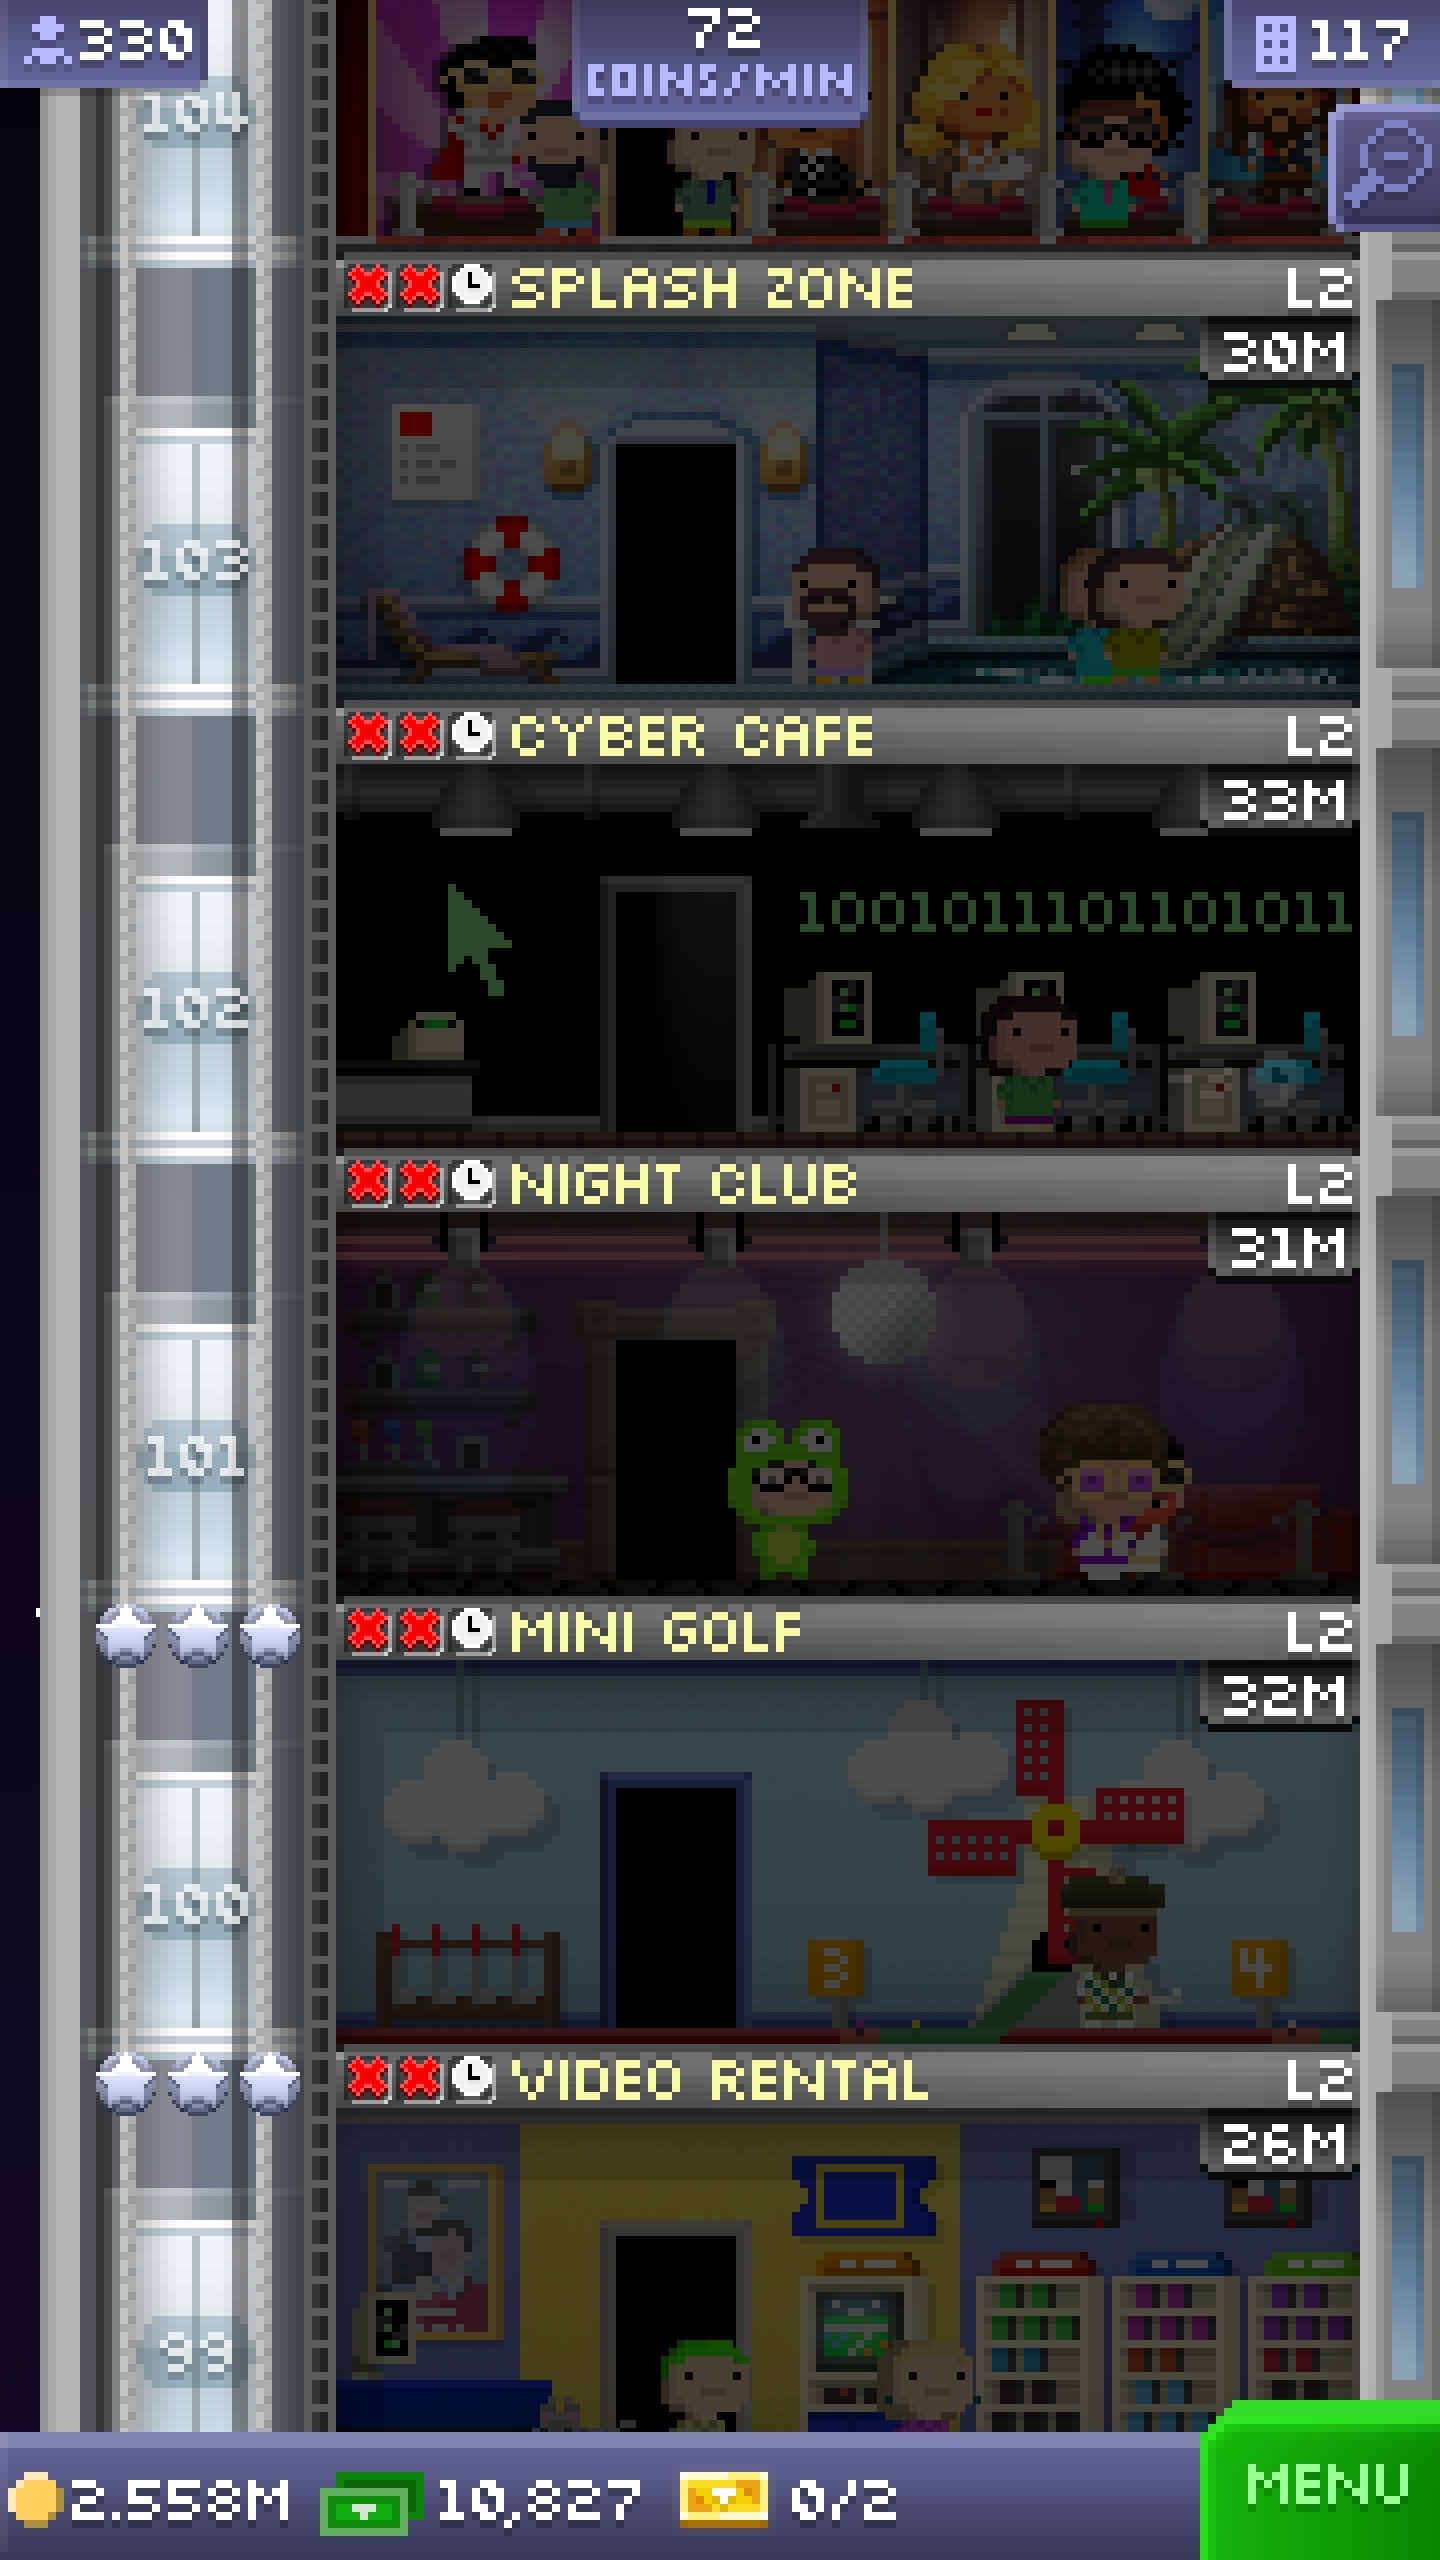 330
72
COINS/MIN
117
104
SPLASH ZONE
L2
30M
103
CYBER CAFE
L2
33M
1001011101101011
102
NIGHT CLUB
L2
31M
101
MINI GOLF
L2
32M
100
3
4
VIDEO RENTAL
L2
26M
99
2.558M
10,827
0/2
MENU